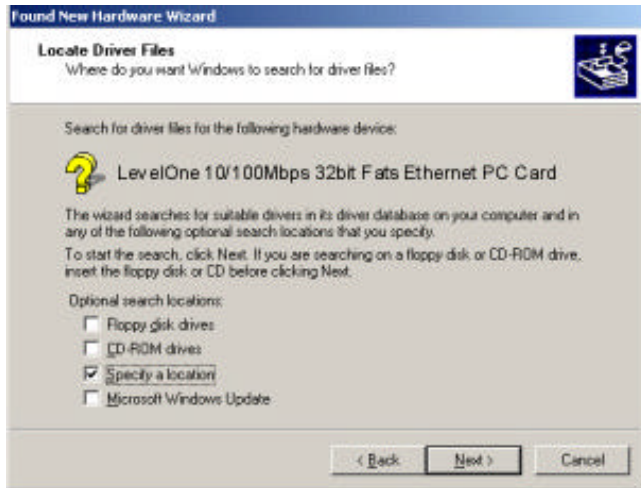 Found New Hardware Wizard
Locate Driver Files
Where do you want Windows to search for driver files?
Search for driver files for the following hardware device:
LevelOne 10/100Mbps 32bit Fats Ethernet PC Card
The wizard searches for suitable drivers in its driver database on your computer and in
any of the following optional search locations that you specify.
To start the search, click Next. If you are searching on a floppy disk or CD-ROM drive,
insert the floppy disk or CD before clicking Next.
Optional search locations:
Floppy disk drives
CD-ROM drives
Specify a location
Microsoft Windows Update
< Back
Next >
Cancel